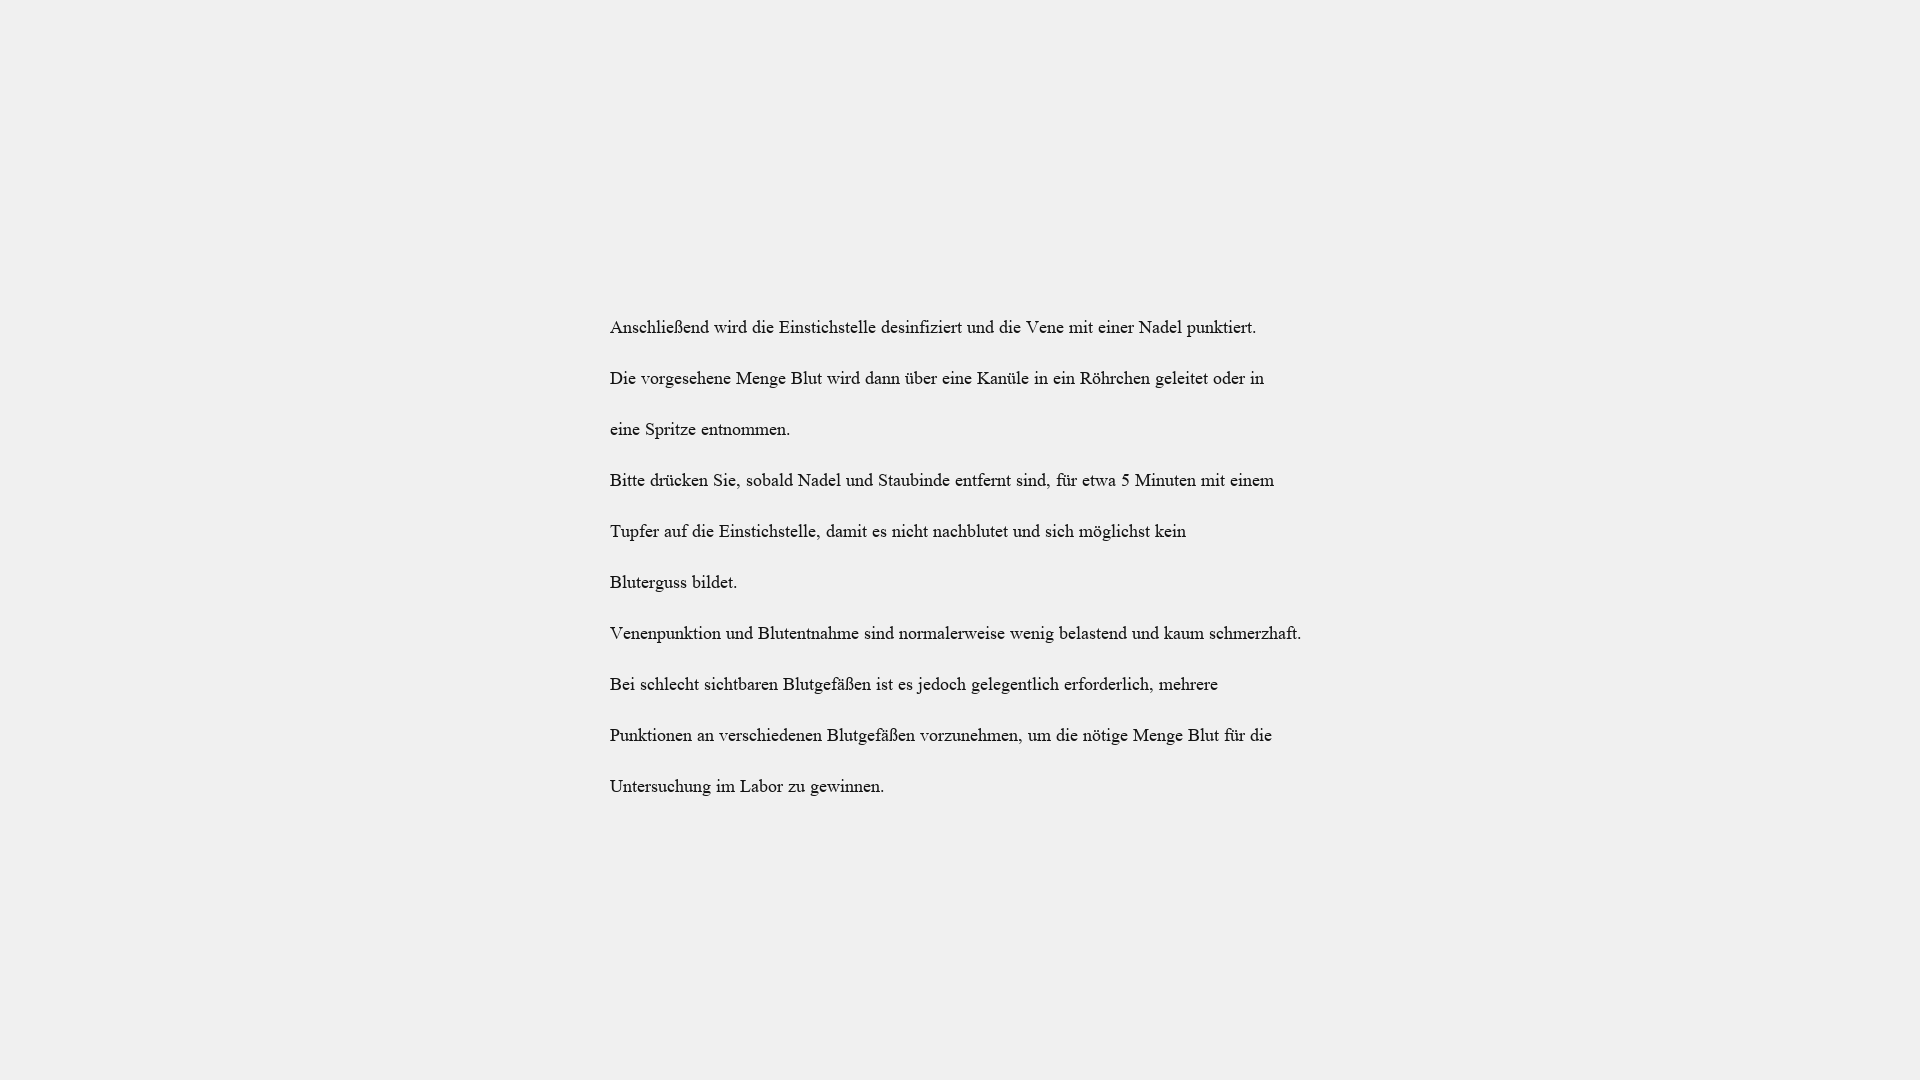 Anschließend wird die Einstichstelle desinfiziert und die Vene mit einer Nadel punktiert.
Die vorgesehene Menge Blut wird dann über eine Kanüle in ein Röhrchen geleitet oder in
eine Spritze entnommen.
Bitte drücken Sie, sobald Nadel und Staubinde entfernt sind, für etwa 5 Minuten mit einem
Tupfer auf die Einstichstelle, damit es nicht nachblutet und sich möglichst kein
Bluterguss bildet.
Venenpunktion und Blutentnahme sind normalerweise wenig belastend und kaum schmerzhaft.
Bei schlecht sichtbaren Blutgefäßen ist es jedoch gelegentlich erforderlich, mehrere
Punktionen an verschiedenen Blutgefäßen vorzunehmen, um die nötige Menge Blut für die
Untersuchung im Labor zu gewinnen.